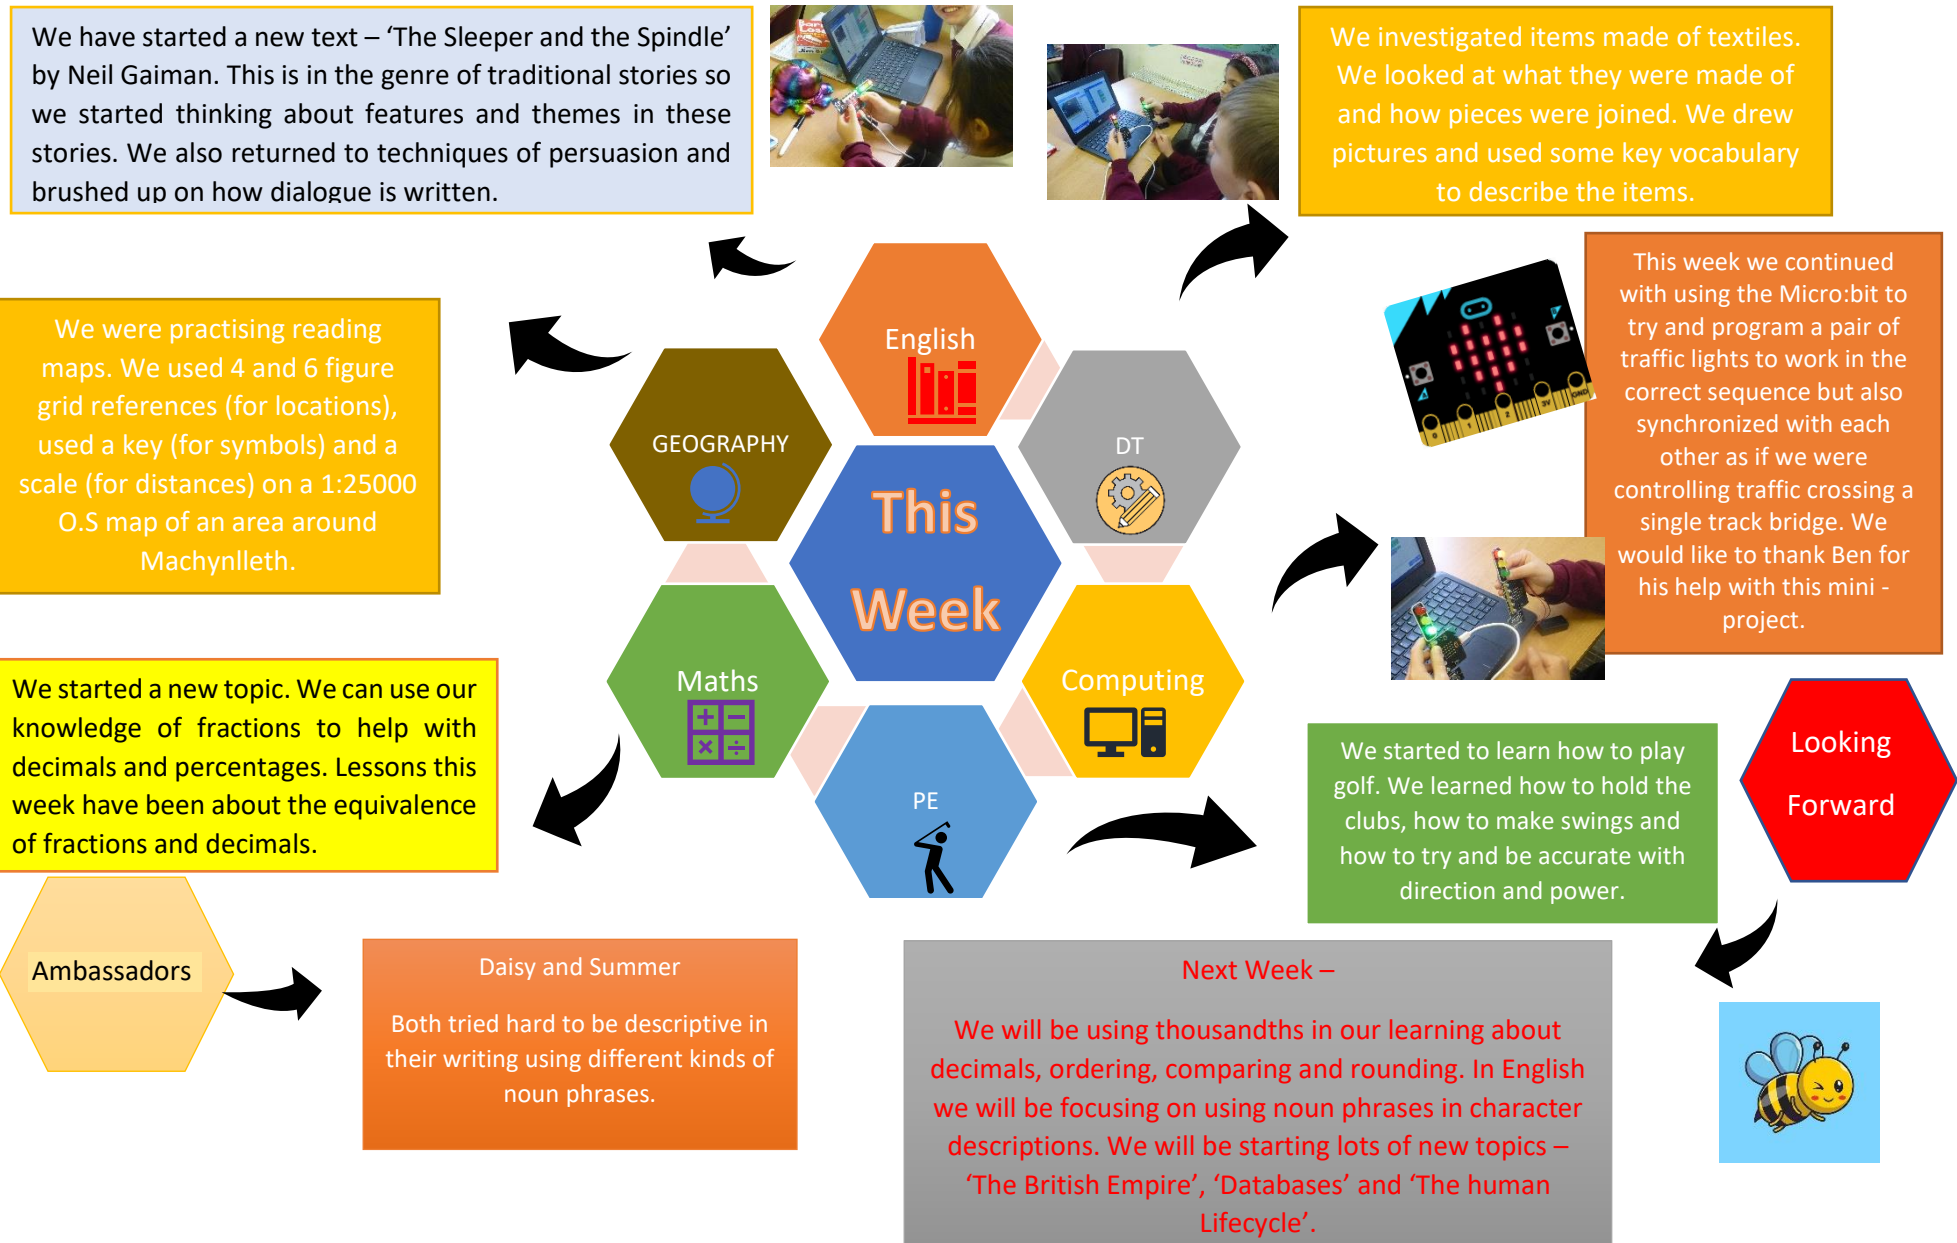 We have started a new text – ‘The Sleeper and the Spindle’
by Neil Gaiman. This is in the genre of traditional stories so
we started thinking about features and themes in these
stories. We also returned to techniques of persuasion and
brushed up on how dialogue is written.
We investigated items made of textiles.
We looked at what they were made of
and how pieces were joined. We drew
pictures and used some key vocabulary
to describe the items.
We were practising reading
maps. We used 4 and 6 figure
grid references (for locations),
used a key (for symbols) and a
scale (for distances) on a 1:25000
O.S map of an area around
Machynlleth.
English
GEOGRAPHY
DT
This
Week
Maths
Computing
PE
This week we continued
with using the Micro:bit to
try and program a pair of
traffic lights to work in the
correct sequence but also
synchronized with each
other as if we were
controlling traffic crossing a
single track bridge. We
would like to thank Ben for
his help with this mini -
project.
0 1 2 3V GND
We started a new topic. We can use our
knowledge of fractions to help with
decimals and percentages. Lessons this
week have been about the equivalence
of fractions and decimals.
We started to learn how to play
golf. We learned how to hold the
clubs, how to make swings and
how to try and be accurate with
direction and power.
Looking
Forward
Ambassadors
Daisy and Summer
Both tried hard to be descriptive in
their writing using different kinds of
noun phrases.
Next Week –
We will be using thousandths in our learning about
decimals, ordering, comparing and rounding. In English
we will be focusing on using noun phrases in character
descriptions. We will be starting lots of new topics –
‘The British Empire’, ‘Databases’ and ‘The human
Lifecycle’.